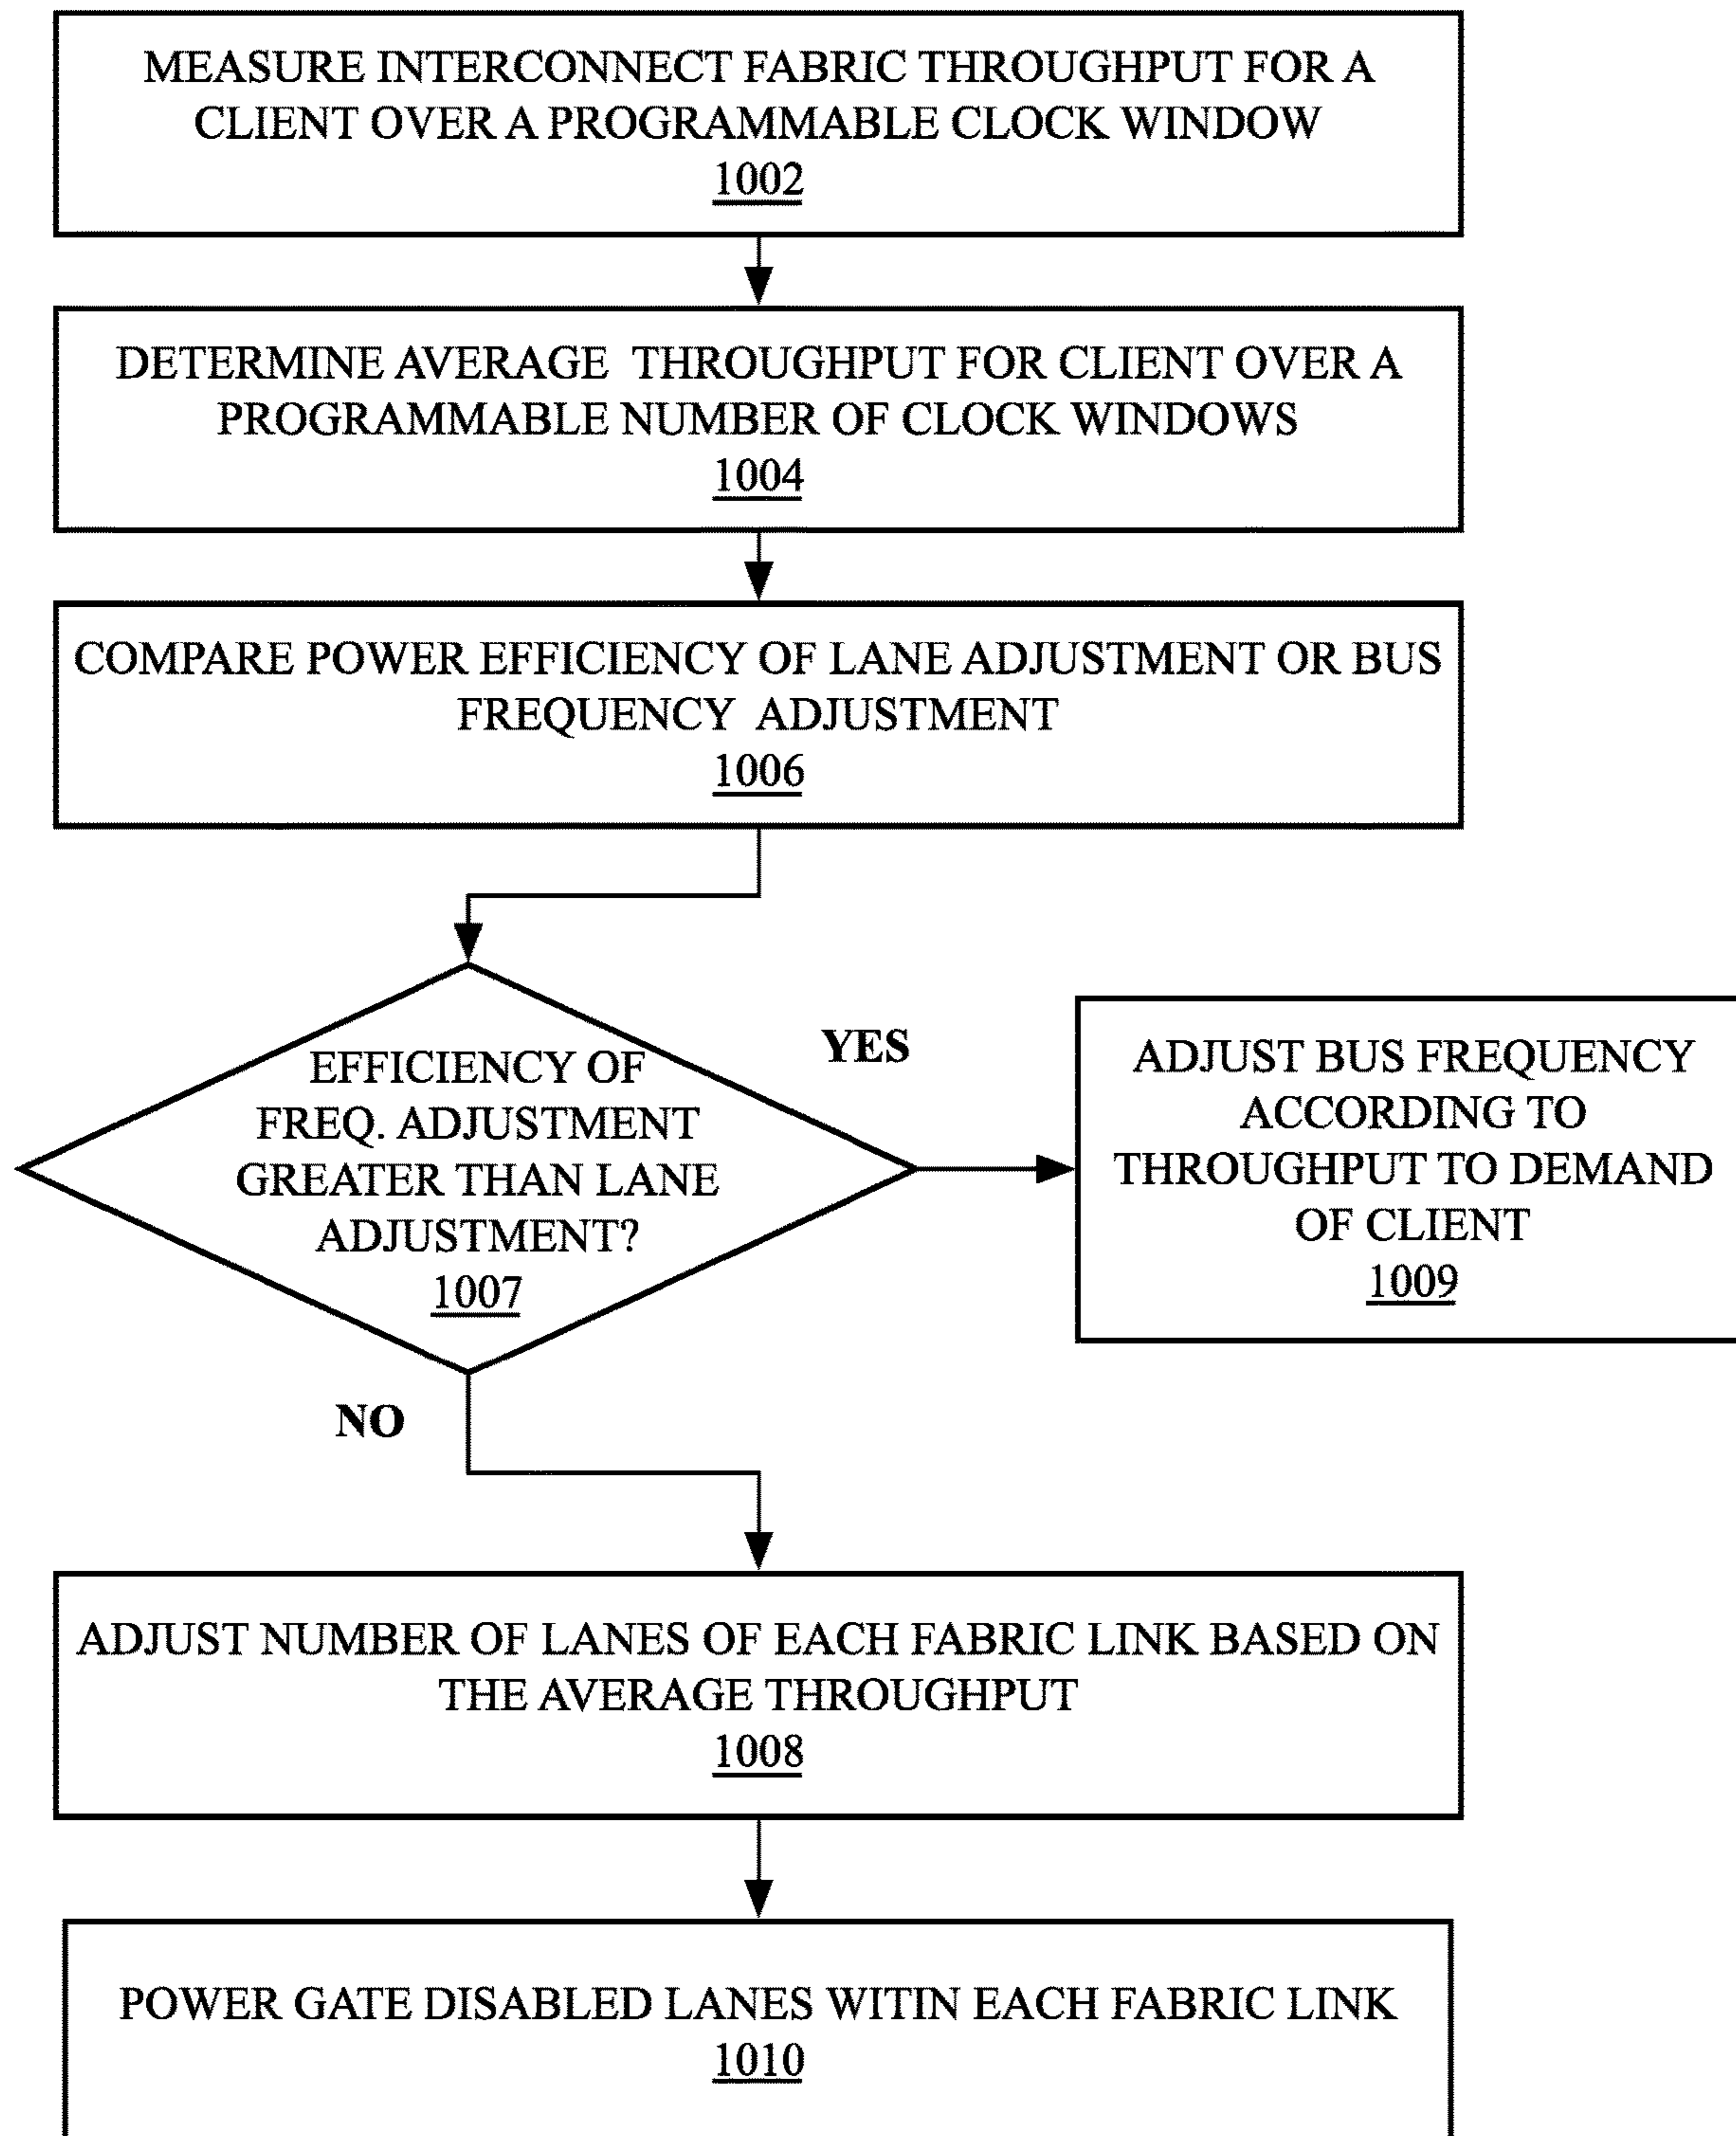 MEASURE INTERCONNECT FABRIC THROUGHPUT FOR A
CLIENT OVER A PROGRAMMABLE CLOCK WINDOW
1002
DETERMINE AVERAGE THROUGHPUT FOR CLIENT OVER A
PROGRAMMABLE NUMBER OF CLOCK WINDOWS
1004
COMPARE POWER EFFICIENCY OF LANE ADJUSTMENT OR BUS
FREQUENCY ADJUSTMENT
1006
EFFICIENCY OF
FREQ. ADJUSTMENT
GREATER THAN LANE
ADJUSTMENT?
1007
YES
ADJUST BUS FREQUENCY
ACCORDING TO
THROUGHPUT TO DEMAND
OF CLIENT
1009
NO
ADJUST NUMBER OF LANES OF EACH FABRIC LINK BASED ON
THE AVERAGE THROUGHPUT
1008
POWER GATE DISABLED LANES WITIN EACH FABRIC LINK
1010